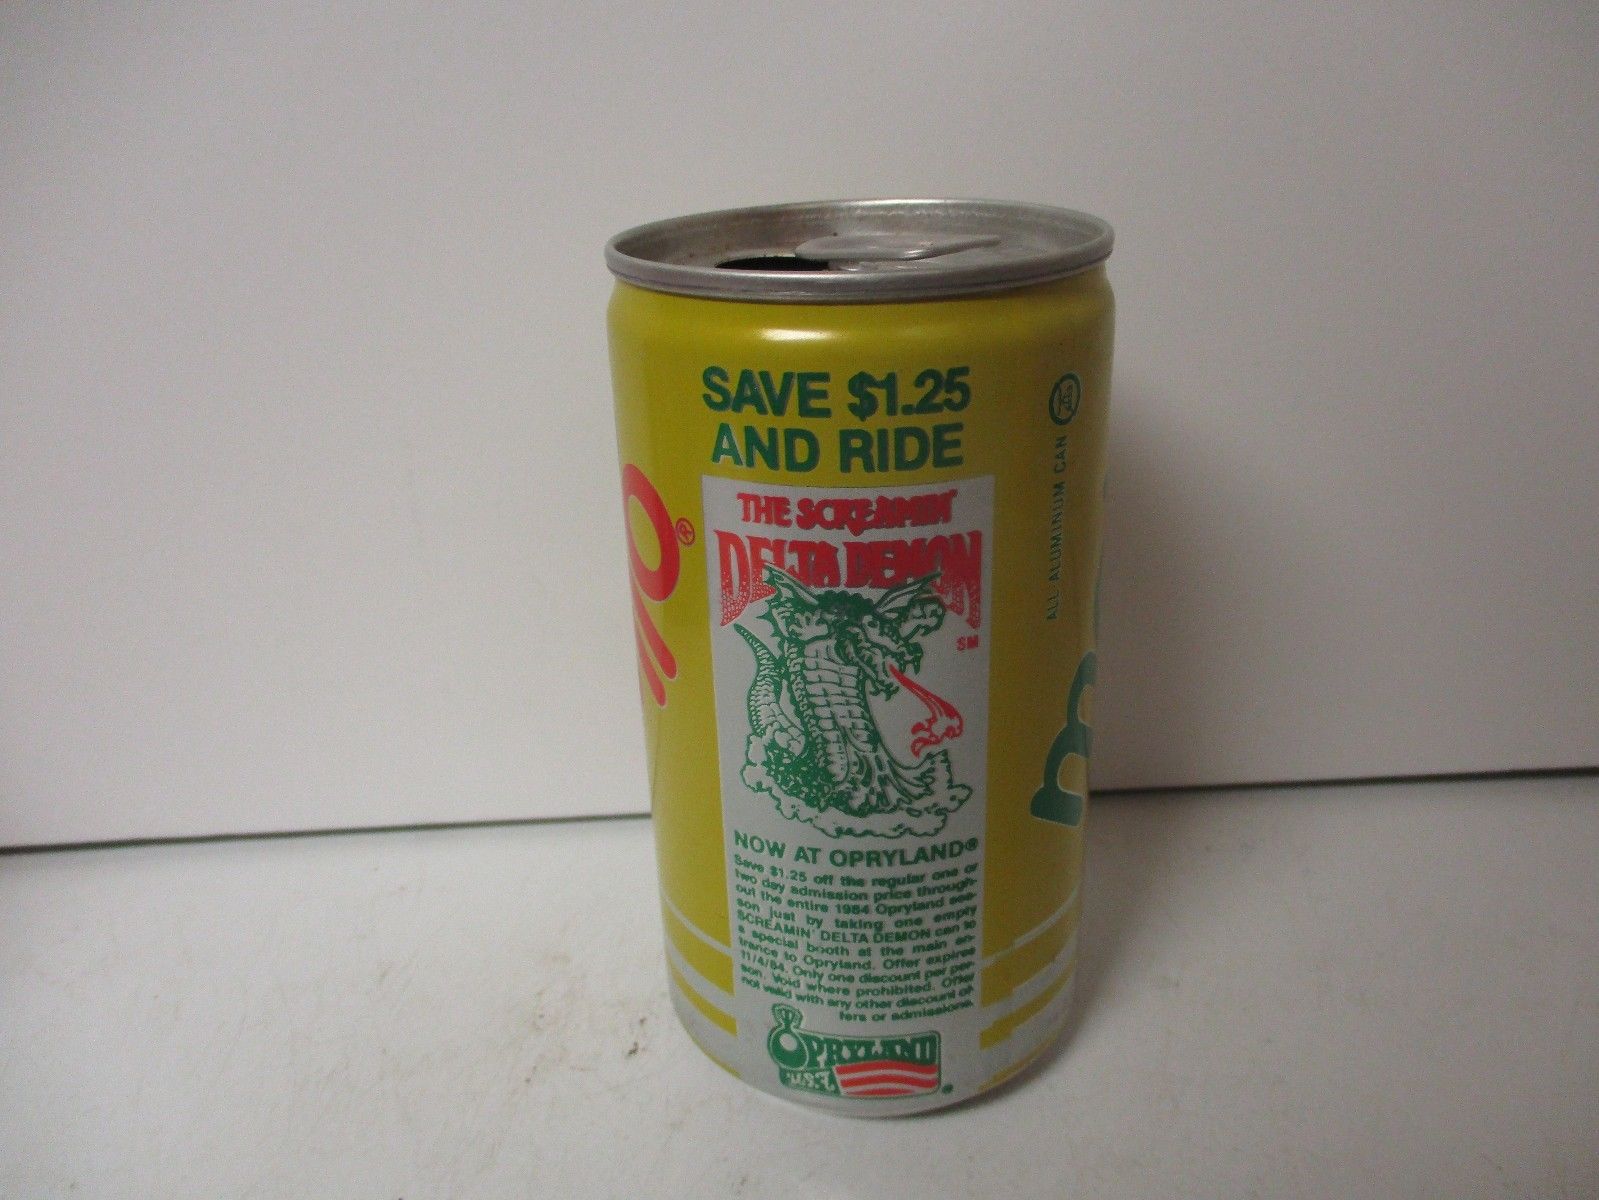 SAVE $1.25
AND RIDE
THE SCREAMIN'
DELTA DEMON
SM
NOW AT OPRYLAND®
Save $1.25 off the regular one or
two day admission price through-
out the entire 1984 Opryland sea-
son just by taking one empty
SCREAMIN' DELTA DEMON can to
a special booth at the main en-
trance to Opryland. Offer expires
11/4/84. Only one discount per per-
son. Void where prohibited. Offer
not valid with any other discount of-
fers or admissions.
OPRYLAND
U.S.A.
®
ALL ALUMINUM CAN
®